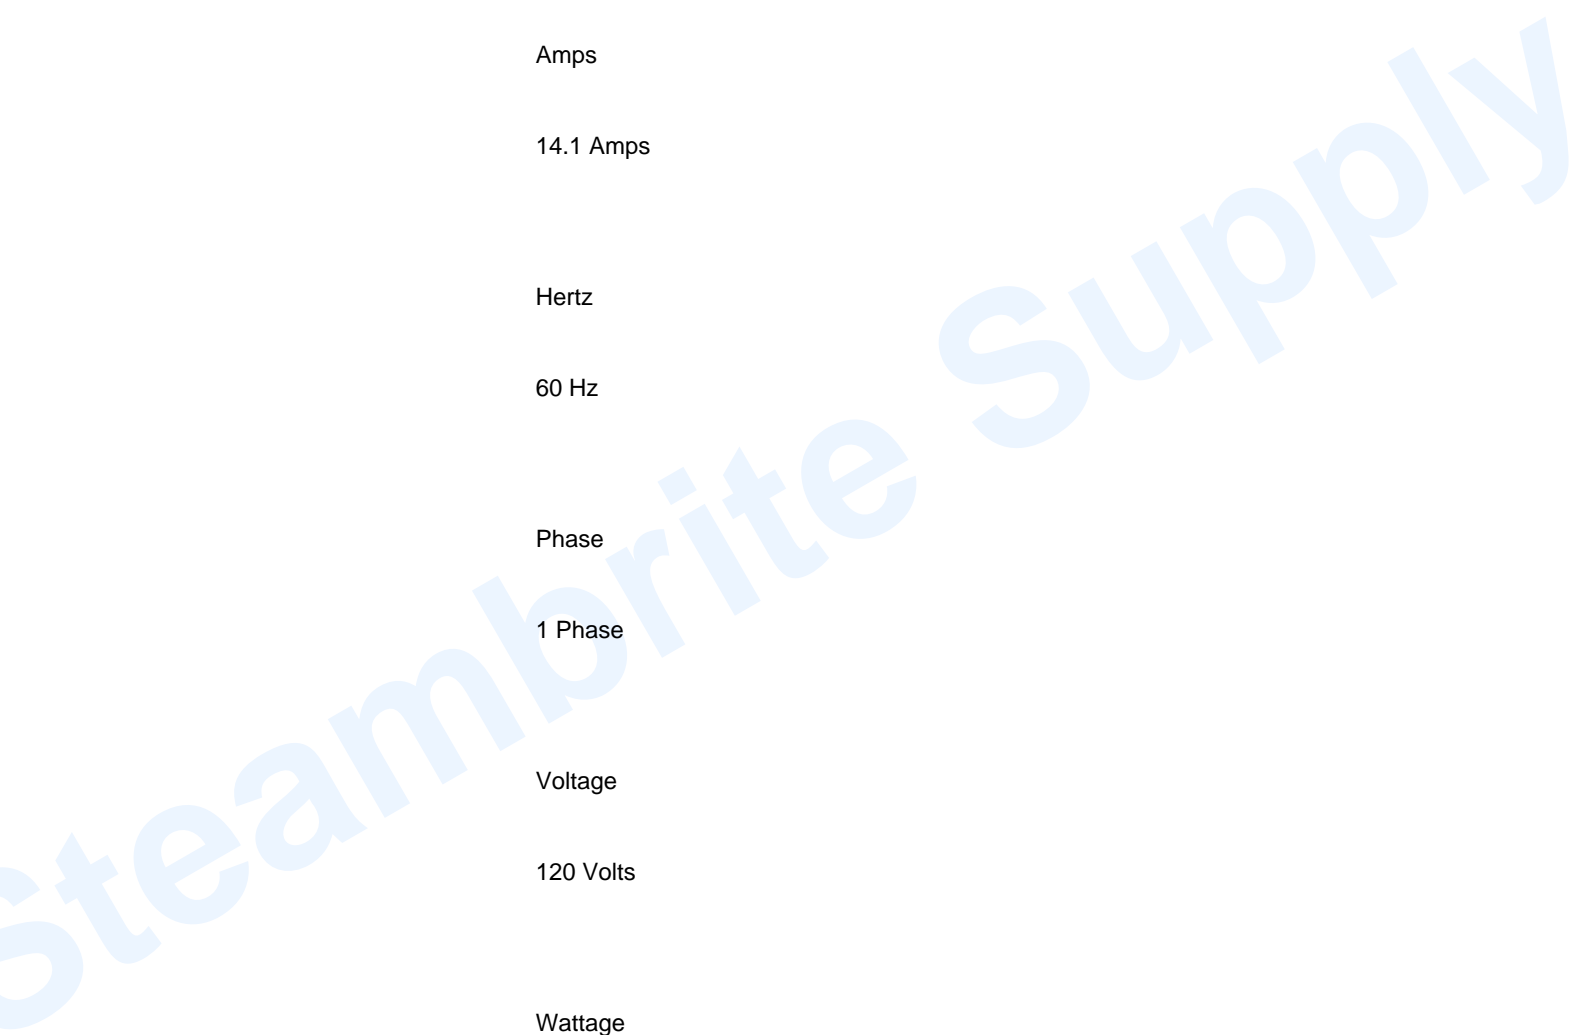 Amps
14.1 Amps
Hertz
60 Hz
Phase
1 Phase
Voltage
120 Volts
Wattage
Steambrite Supply